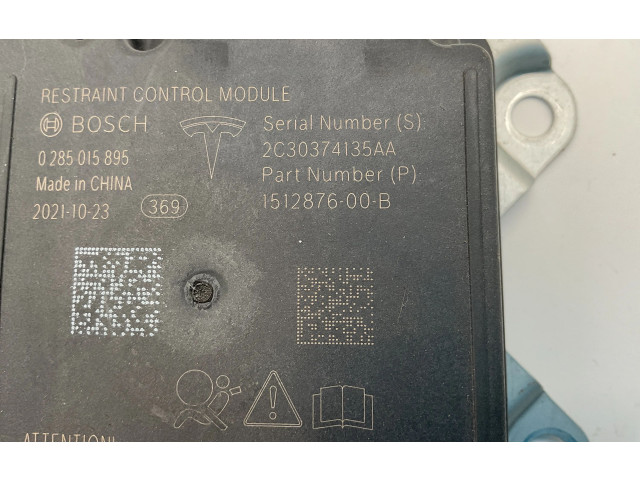 RESTRAINT CONTROL MODULE
BOSCH
0 285 015 895
Made in CHINA
2021-10-23 369
Serial Number (S)
2C30374135AA
Part Number (P)
1512876-00-B
ATTENTION!